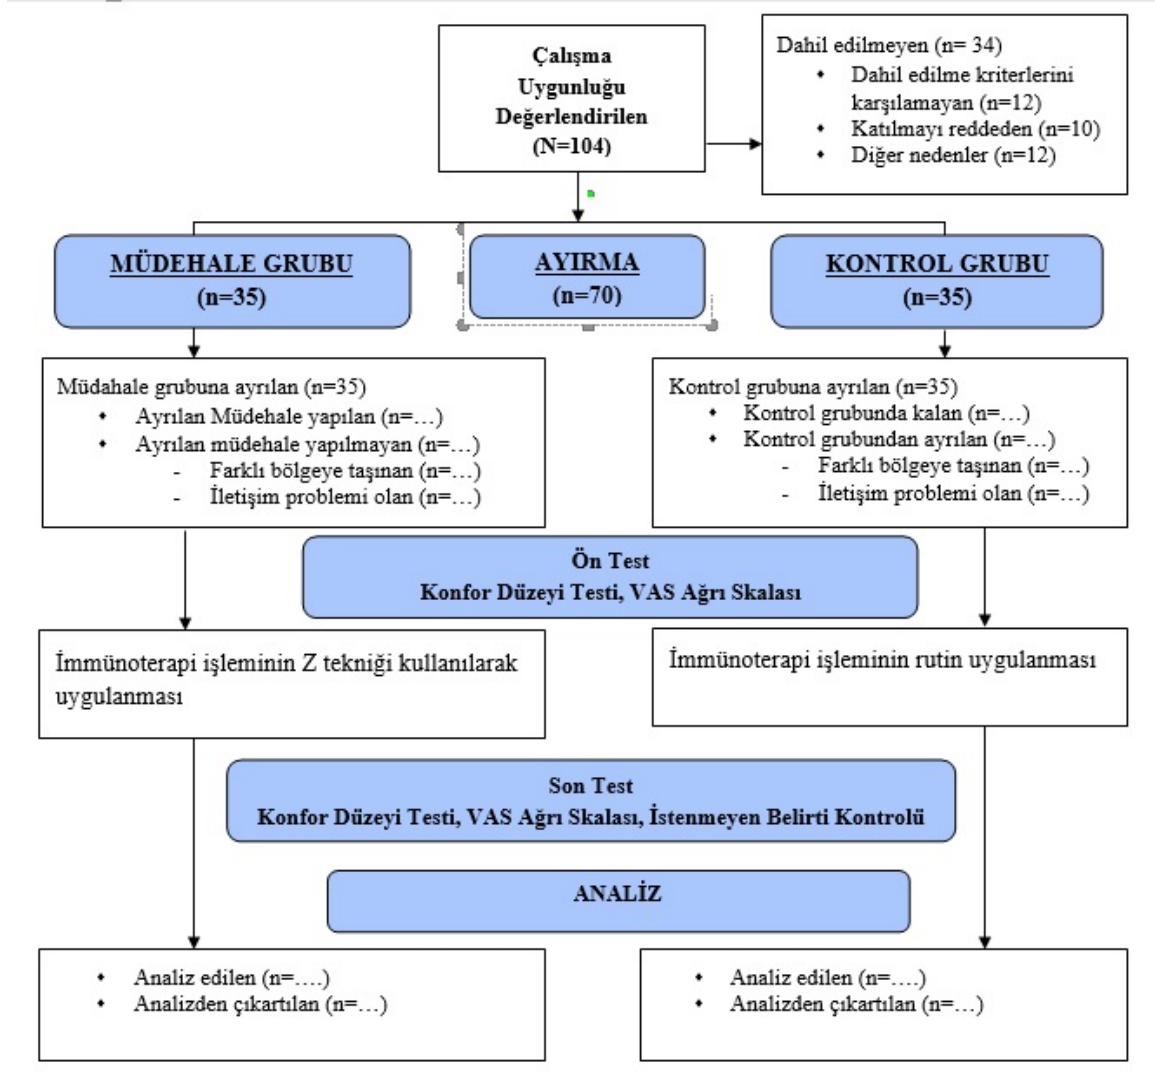 Çalışma
Uygunluğu
Değerlendirilen
(N=104)
Dahil edilmeyen (n= 34)
• Dahil edilme kriterlerini
karşılamayan (n=12)
• Katılmayı reddeden (n=10)
• Diğer nedenler (n=12)
MÜDEHALE GRUBU
(n=35)
AYIRMA
(n=70)
KONTROL GRUBU
(n=35)
Müdahale grubuna ayrılan (n=35)
• Ayrılan Müdehale yapılan (n=…)
• Ayrılan müdehale yapılmayan (n=…)
- Farklı bölgeye taşınan (n=…)
- İletişim problemi olan (n=…)
Kontrol grubuna ayrılan (n=35)
• Kontrol grubunda kalan (n=…)
• Kontrol grubundan ayrılan (n=…)
- Farklı bölgeye taşınan (n=…)
- İletişim problemi olan (n=…)
Ön Test
Konfor Düzeyi Testi, VAS Ağrı Skalası
İmmünoterapi işleminin Z tekniği kullanılarak
uygulanması
İmmünoterapi işleminin rutin uygulanması
Son Test
Konfor Düzeyi Testi, VAS Ağrı Skalası, İstenmeyen Belirti Kontrolü
ANALİZ
• Analiz edilen (n=….)
• Analizden çıkartılan (n=…)
• Analiz edilen (n=….)
• Analizden çıkartılan (n=…)